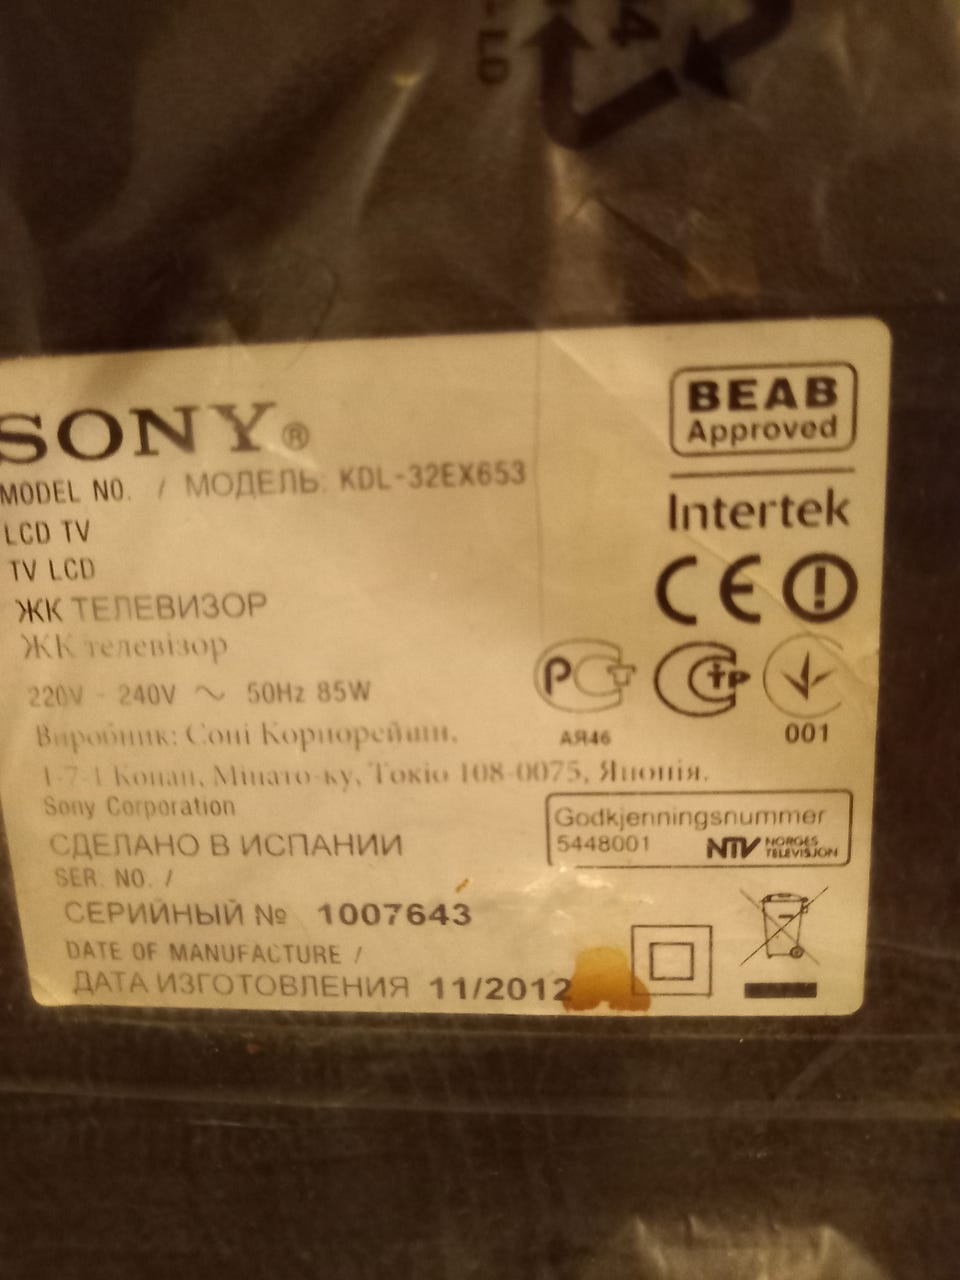 -LD
4
SONY®
MODEL NO. / МОДЕЛЬ: KDL-32EX653
LCD TV
TV LCD
ЖК ТЕЛЕВИЗОР
ЖК телевізор
220V - 240V ~ 50Hz 85W
Виробник: Соні Корпорейшн,
1-7-1 Конан, Мінато-ку, Токіо 108-0075, Японія.
Sony Corporation
СДЕЛАНО В ИСПАНИИ
SER. NO. /
СЕРИЙНЫЙ № 1007643
DATE OF MANUFACTURE /
ДАТА ИЗГОТОВЛЕНИЯ 11/2012
BEAB
Approved
Intertek
CE
АЯ46
001
Godkjenningsnummer
5448001 NTV NORGES TELEVISJON